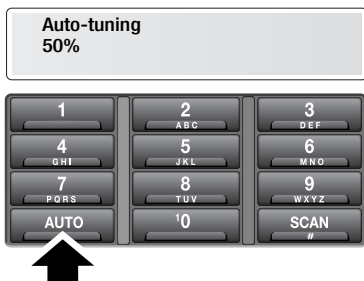 Auto-tuning
50%
1 2 3
ABC DEF
4 5 6
GHI JKL MNO
7 8 9
PQRS TUV WXYZ
AUTO ¹0 SCAN
#